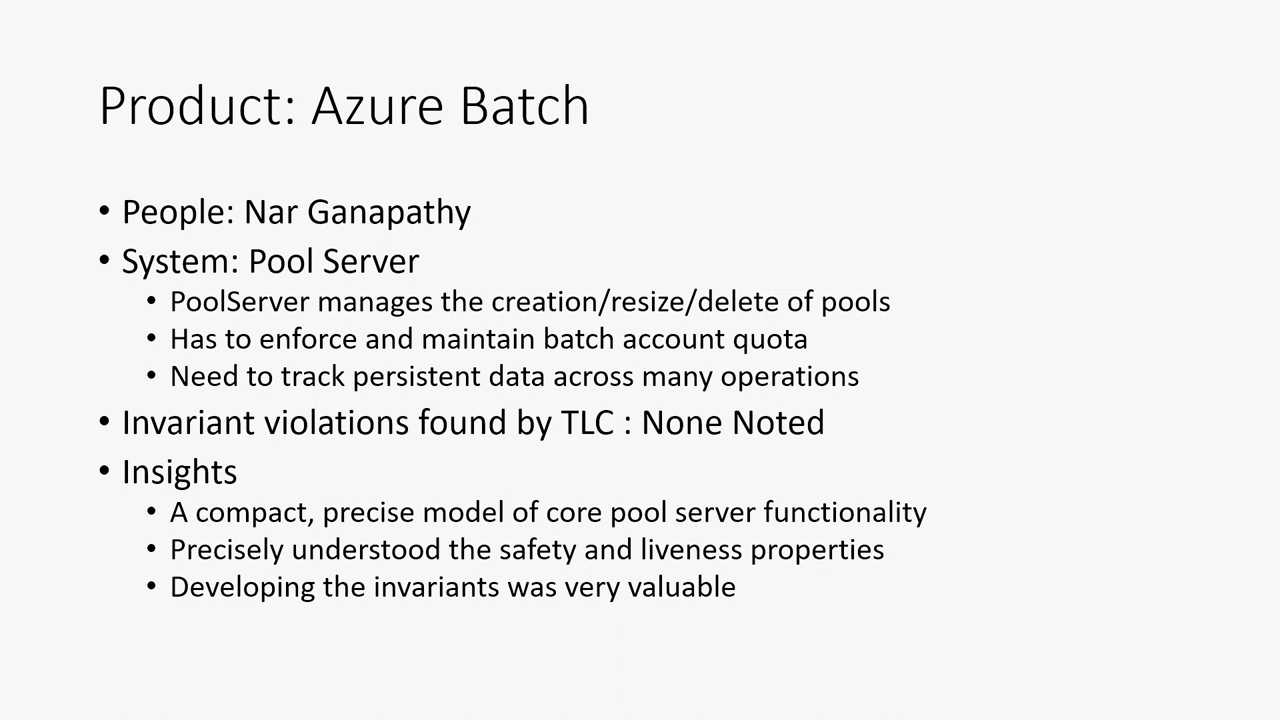 Product: Azure Batch
• People: Nar Ganapathy
• System: Pool Server
• PoolServer manages the creation/resize/delete of pools
• Has to enforce and maintain batch account quota
• Need to track persistent data across many operations
• Invariant violations found by TLC : None Noted
• Insights
• A compact, precise model of core pool server functionality
• Precisely understood the safety and liveness properties
• Developing the invariants was very valuable